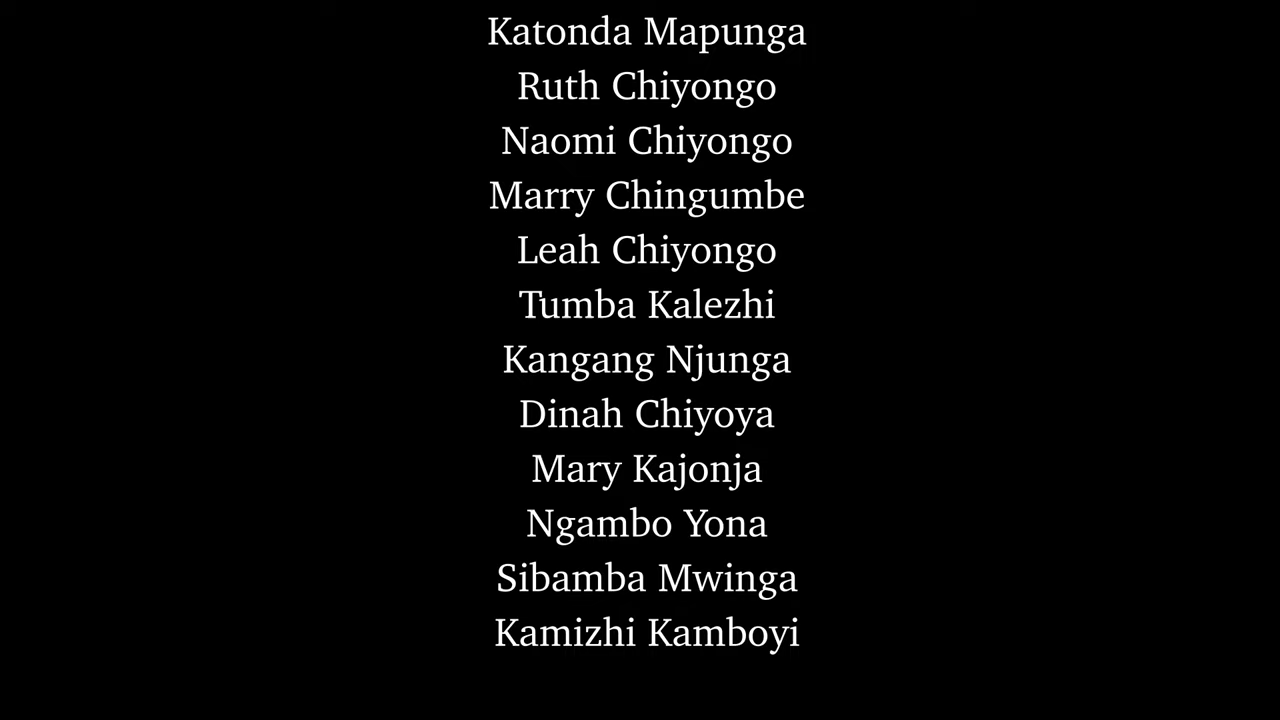 Katonda Mapunga
Ruth Chiyongo
Naomi Chiyongo
Marry Chingumbe
Leah Chiyongo
Tumba Kalezhi
Kangang Njunga
Dinah Chiyoya
Mary Kajonja
Ngambo Yona
Sibamba Mwinga
Kamizhi Kamboyi